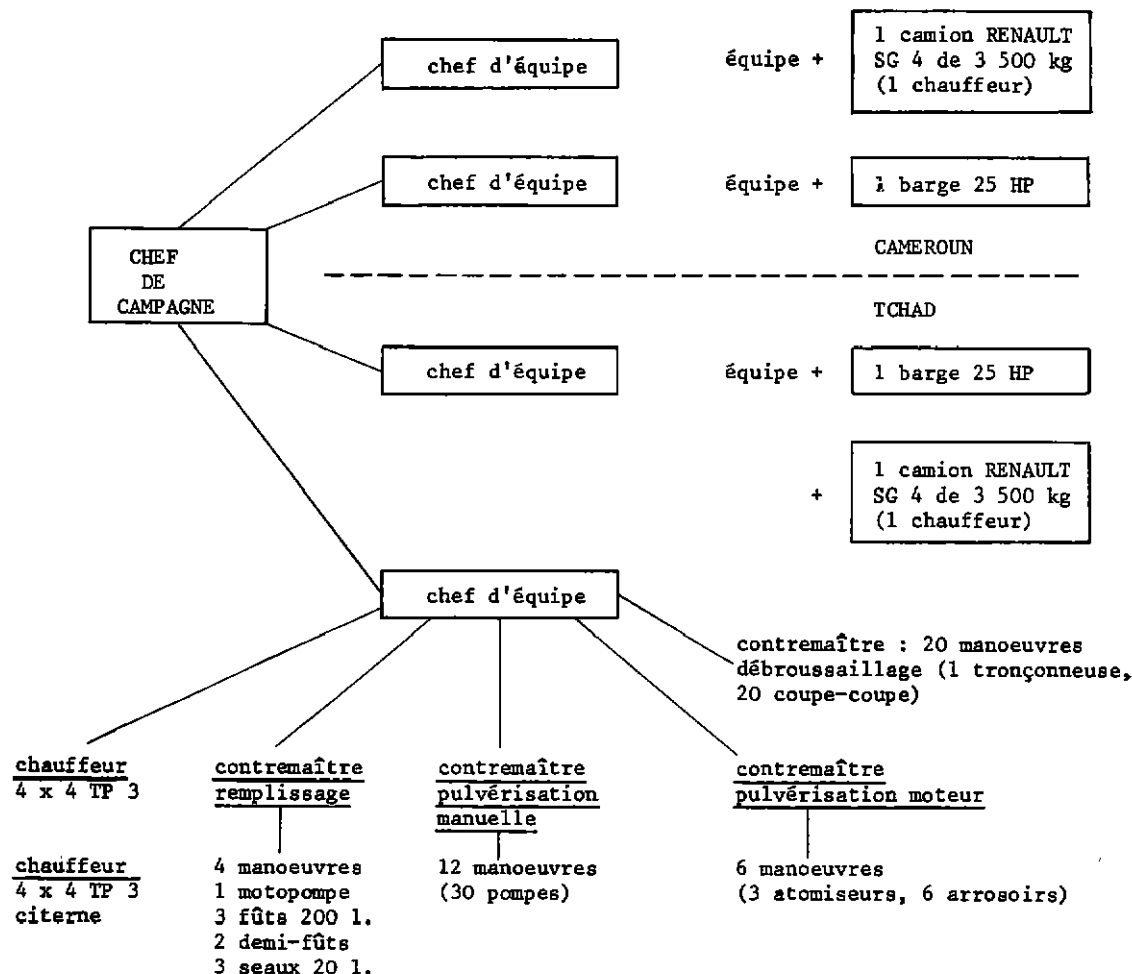 chef d'équipe
équipe +
1 camion RENAULT
SG 4 de 3 500 kg
(1 chauffeur)
chef d'équipe
équipe +
1 barge 25 HP
CHEF
DE
CAMPAGNE
CAMEROUN
TCHAD
chef d'équipe
équipe +
1 barge 25 HP
+
1 camion RENAULT
SG 4 de 3 500 kg
(1 chauffeur)
chef d'équipe
contremaître : 20 manoeuvres
débroussaillage (1 tronçonneuse,
20 coupe-coupe)
chauffeur
4 x 4 TP 3
contremaître
remplissage
contremaître
pulvérisation
manuelle
contremaître
pulvérisation moteur
chauffeur
4 x 4 TP 3
citerne
4 manoeuvres
1 motopompe
3 fûts 200 l.
2 demi-fûts
3 seaux 20 l.
12 manoeuvres
(30 pompes)
6 manoeuvres
(3 atomiseurs, 6 arrosoirs)